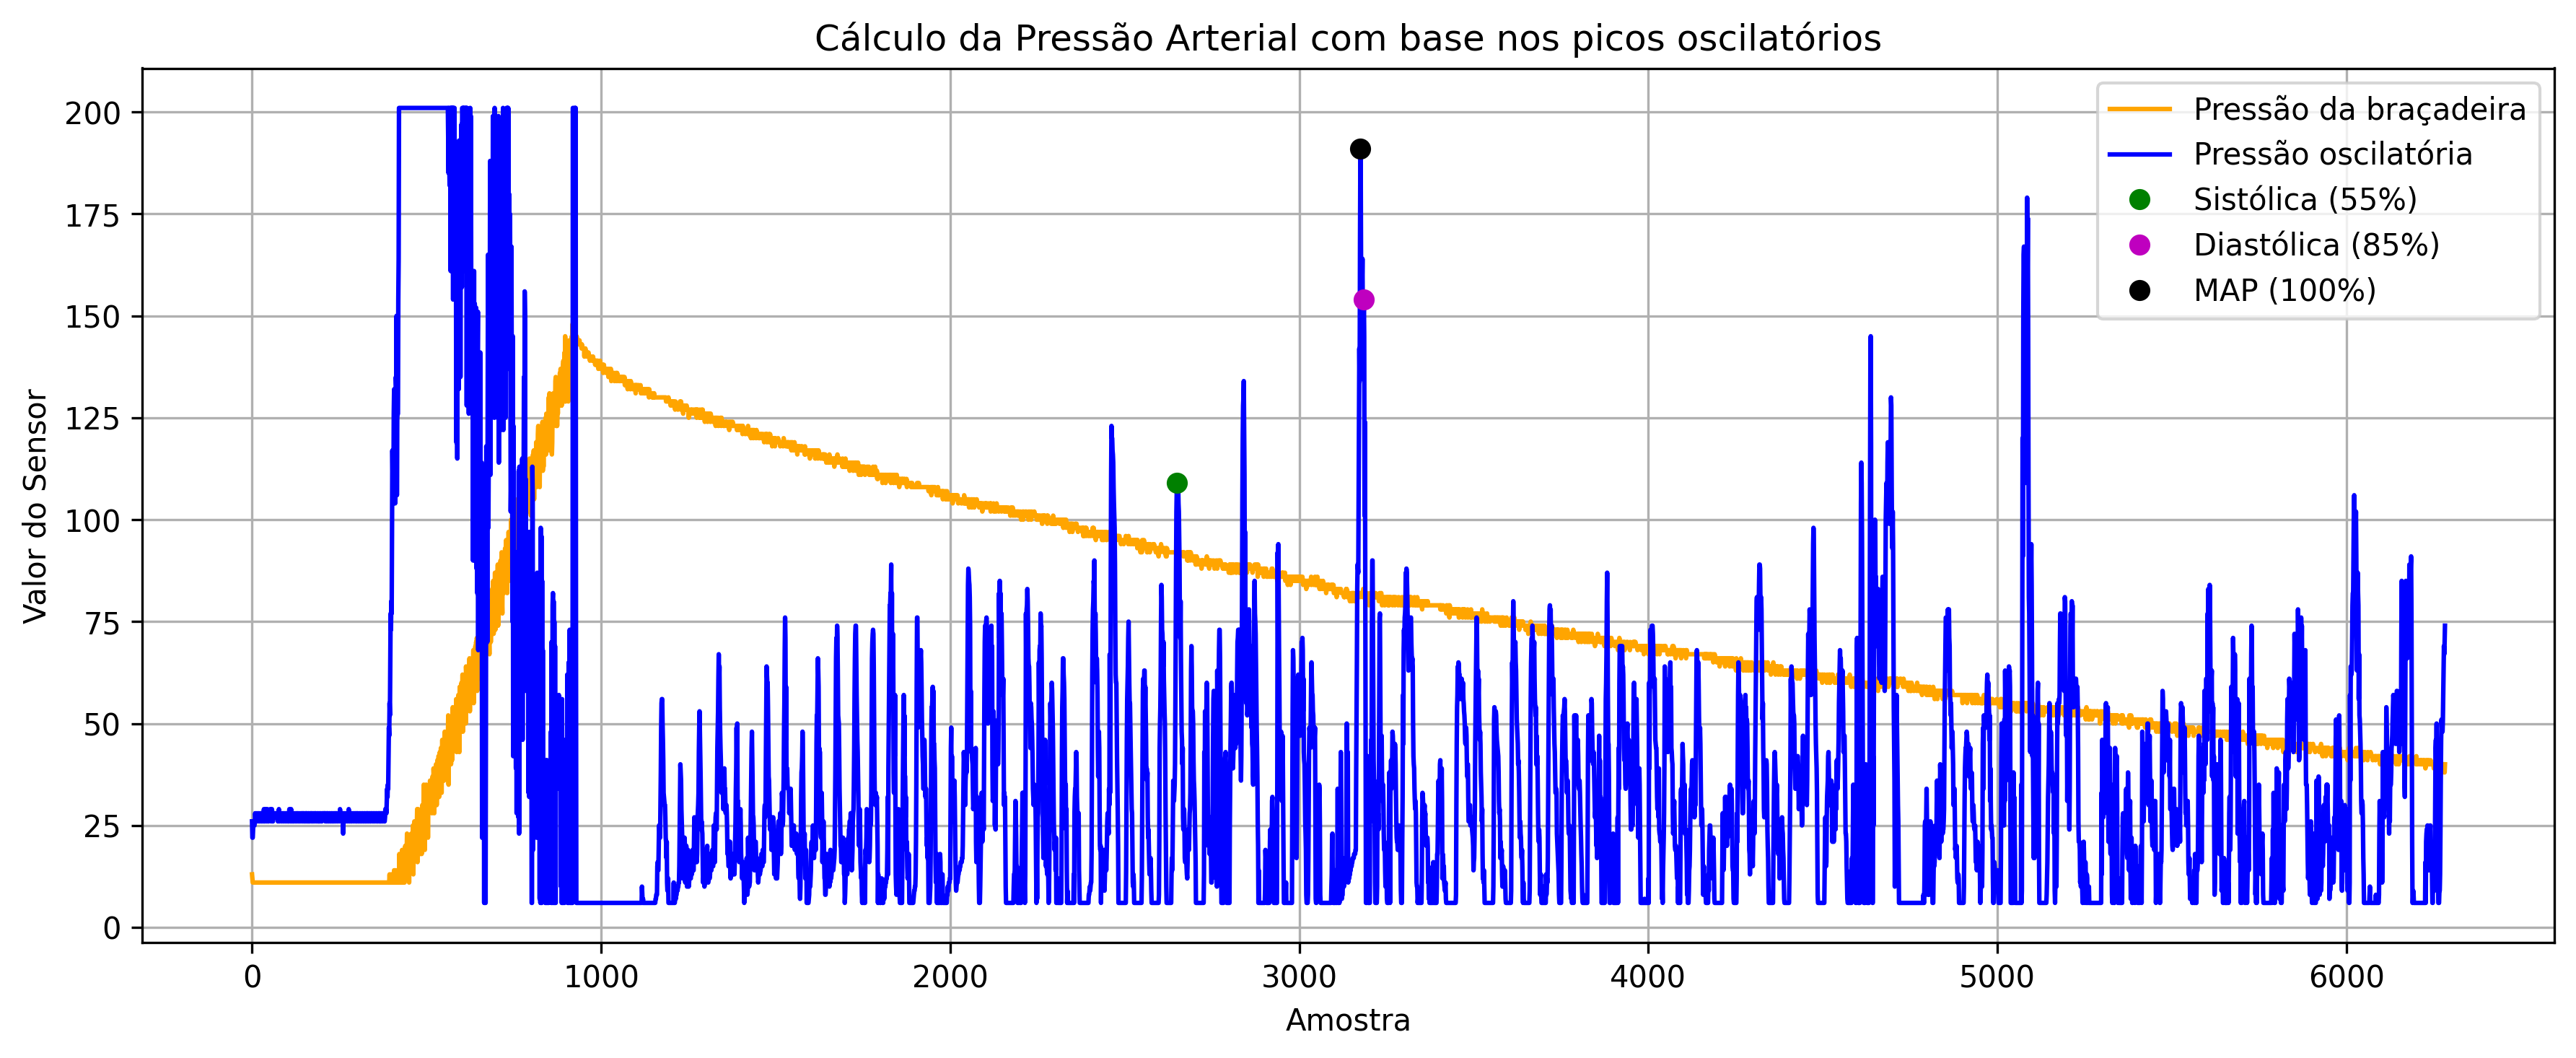 Cálculo da Pressão Arterial com base nos picos oscilatórios
Valor do Sensor
200
175
150
125
100
75
50
25
0
Pressão da braçadeira
Pressão oscilatória
Sistólica (55%)
Diastólica (85%)
MAP (100%)
0 1000 2000 3000 4000 5000 6000
Amostra